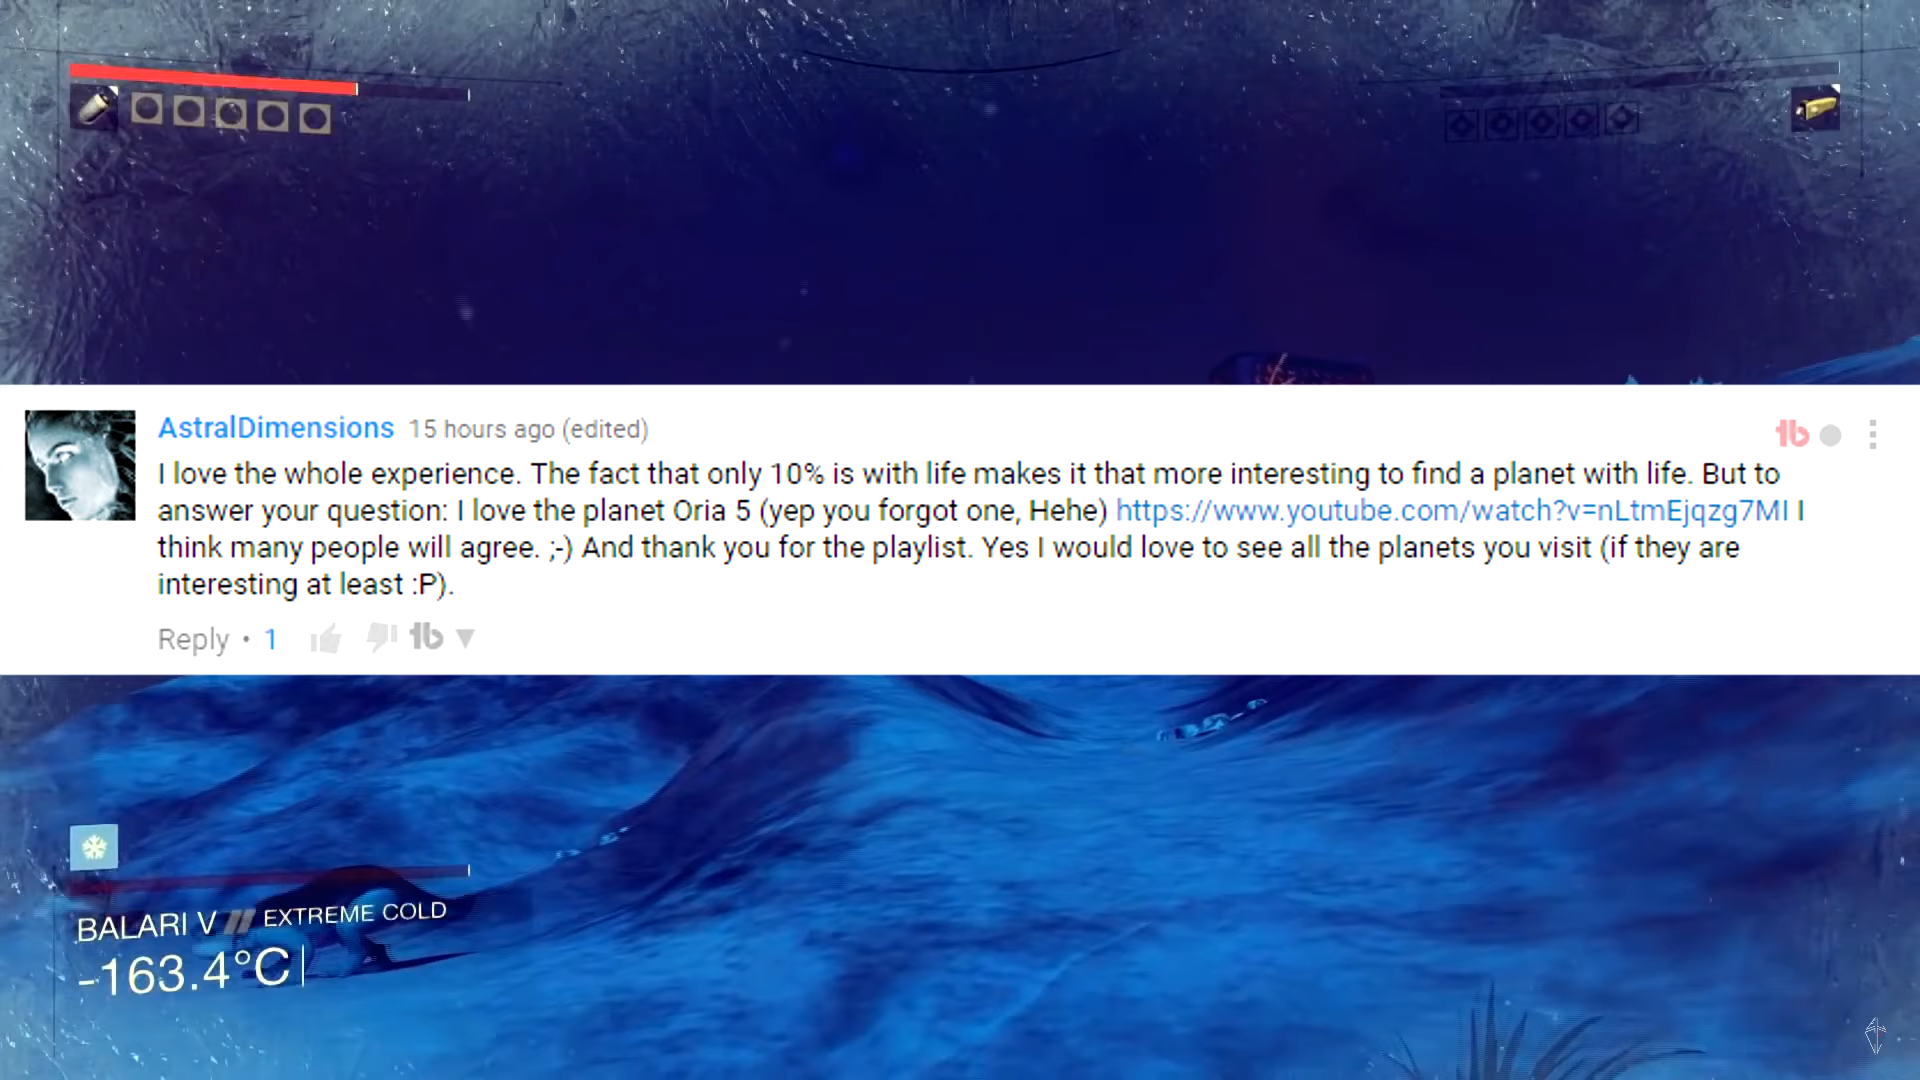 AstralDimensions 15 hours ago (edited)
I love the whole experience. The fact that only 10% is with life makes it that more interesting to find a planet with life. But to
answer your question: I love the planet Oria 5 (yep you forgot one, Hehe) https://www.youtube.com/watch?v=nLtmEjqzg7MI I
think many people will agree. ;-) And thank you for the playlist. Yes I would love to see all the planets you visit (if they are
interesting at least :P).
Reply • 1
BALARI V // EXTREME COLD
-163.4°C